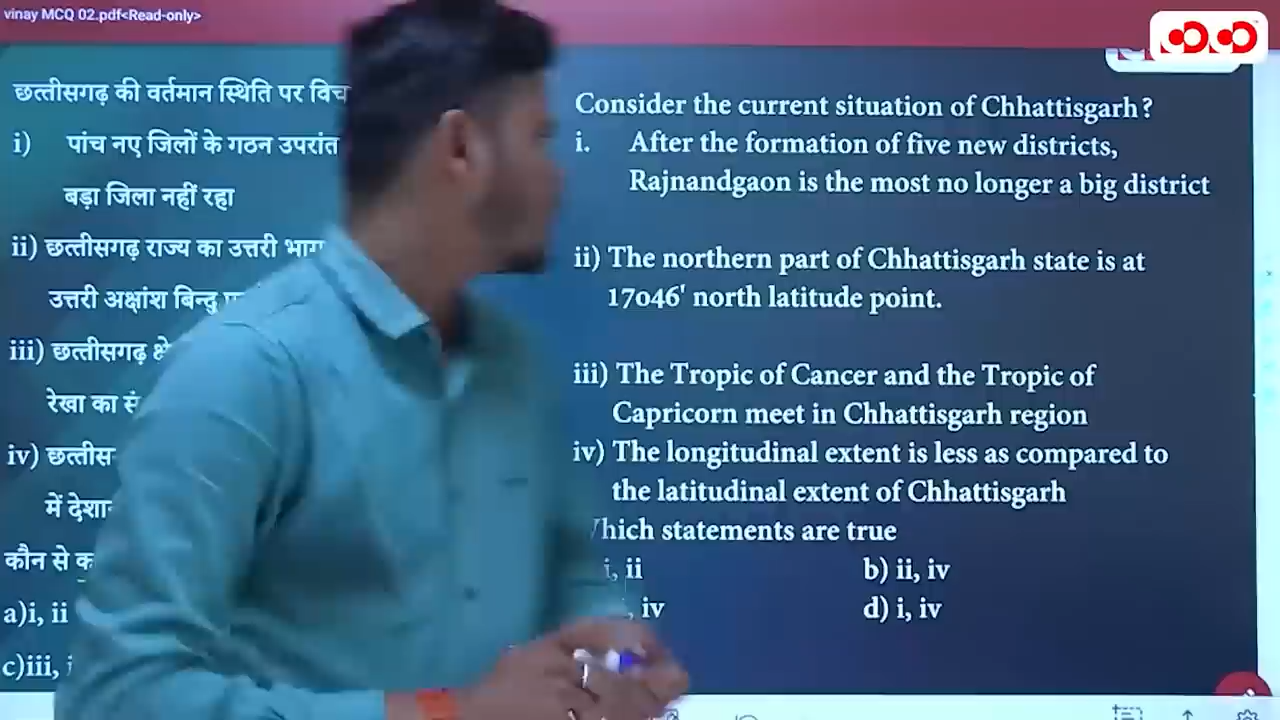 vinay MCQ 02.pdf<Read-only>
छत्तीसगढ़ की वर्तमान स्थिति पर
i) पांच नए जिलों के गठन उपरांत
बड़ा जिला नहीं रहा
ii) छत्तीसगढ़ राज्य का उत्तरी
उत्तरी अक्षांश बिन्दु
iii) छत्तीसगढ़
रेखा का
iv)
में
कौन से
a)i, ii
c)iii,
Consider the current situation of Chhattisgarh?
i. After the formation of five new districts,
Rajnandgaon is the most no longer a big district
ii) The northern part of Chhattisgarh state is at
17046' north latitude point.
iii) The Tropic of Cancer and the Tropic of
Capricorn meet in Chhattisgarh region
iv) The longitudinal extent is less as compared to
the latitudinal extent of Chhattisgarh
statements are true
i, ii b) ii, iv
iv d) i, iv